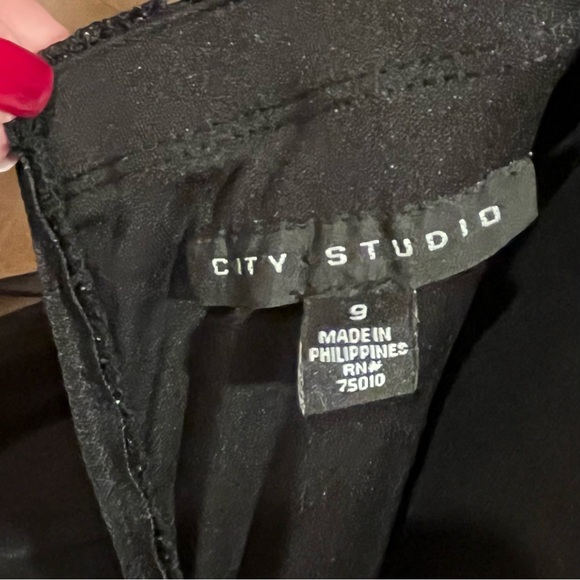 CITY STUDIO
9
MADE IN
PHILIPPINES
RN#
75010